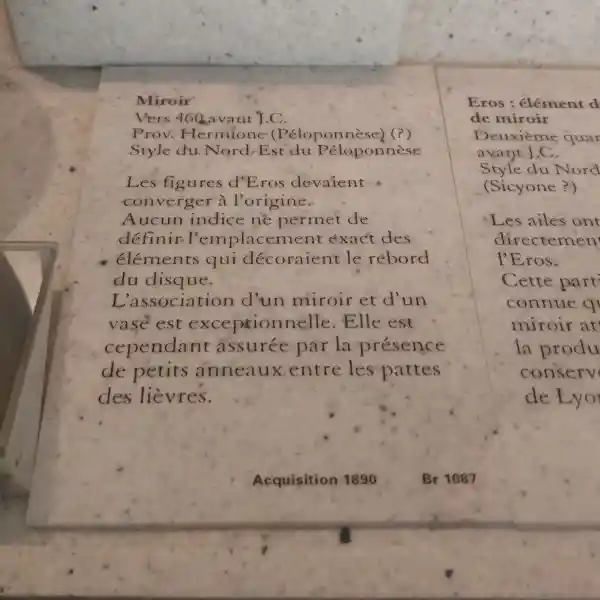 Miroir
Vers 460 avant J.C.
Prov. Hermione (Péloponnèse) (?)
Style du Nord-Est du Péloponnèse
Les figures d'Eros devaient
converger à l'origine.
Aucun indice ne permet de
définir l'emplacement exact des
éléments qui décoraient le rebord
du disque.
L'association d'un miroir et d'un
vase est exceptionnelle. Elle est
cependant assurée par la présence
de petits anneaux entre les pattes
des lièvres.
Acquisition 1890 Br 1687
Eros : élément d
de miroir
Deuxième quar
avant J.C.
Style du Nord
(Sicyone ?)
Les ailes ont
directement
l'Eros.
Cette parti
connue qu
miroir att
la produ
conserv
de Lyo